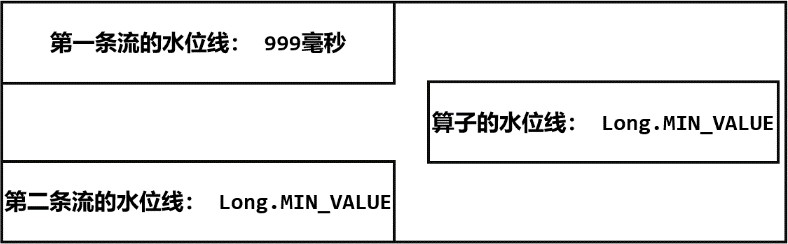 第一条流的水位线： 999毫秒
算子的水位线： Long.MIN_VALUE
第二条流的水位线： Long.MIN_VALUE